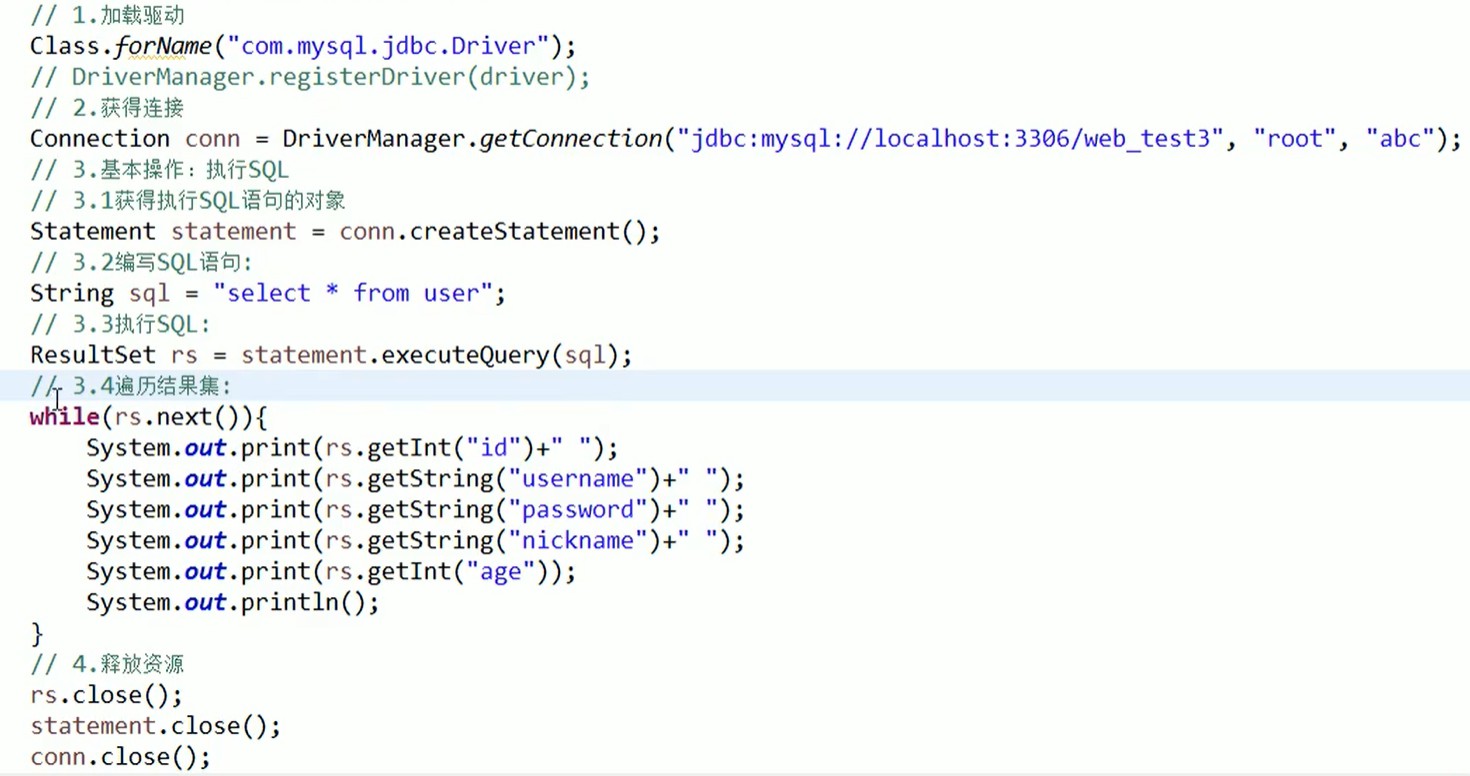 // 1.加载驱动
Class.forName("com.mysql.jdbc.Driver");
// DriverManager.registerDriver(driver);
// 2.获得连接
Connection conn = DriverManager.getConnection("jdbc:mysql://localhost:3306/web_test3", "root", "abc");
// 3.基本操作：执行SQL
// 3.1获得执行SQL语句的对象
Statement statement = conn.createStatement();
// 3.2编写SQL语句:
String sql = "select * from user";
// 3.3执行SQL:
ResultSet rs = statement.executeQuery(sql);
// 3.4遍历结果集:
while(rs.next()){
    System.out.print(rs.getInt("id")+" ");
    System.out.print(rs.getString("username")+" ");
    System.out.print(rs.getString("password")+" ");
    System.out.print(rs.getString("nickname")+" ");
    System.out.print(rs.getInt("age"));
    System.out.println();
}
// 4.释放资源
rs.close();
statement.close();
conn.close();